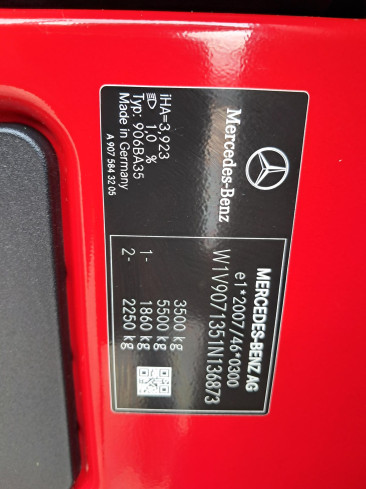 Mercedes-Benz
iHA=3,923
1,0 %
Typ: 906BA35
Made in Germany
A 907 584 32 05
MERCEDES-BENZ AG
e1*2007/46*0300
W1V9071351N136873
3500 kg
5500 kg
1- 1860 kg
2- 2250 kg